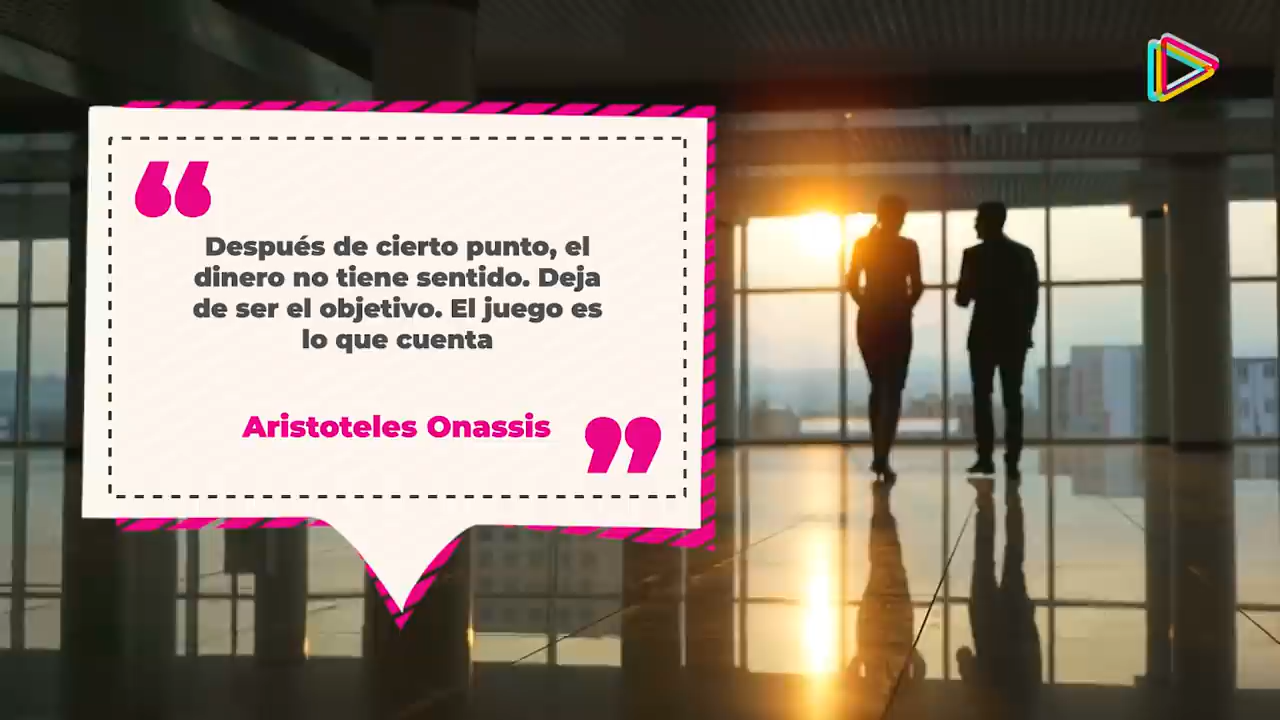 Después de cierto punto, el
dinero no tiene sentido. Deja
de ser el objetivo. El juego es
lo que cuenta
Aristoteles Onassis